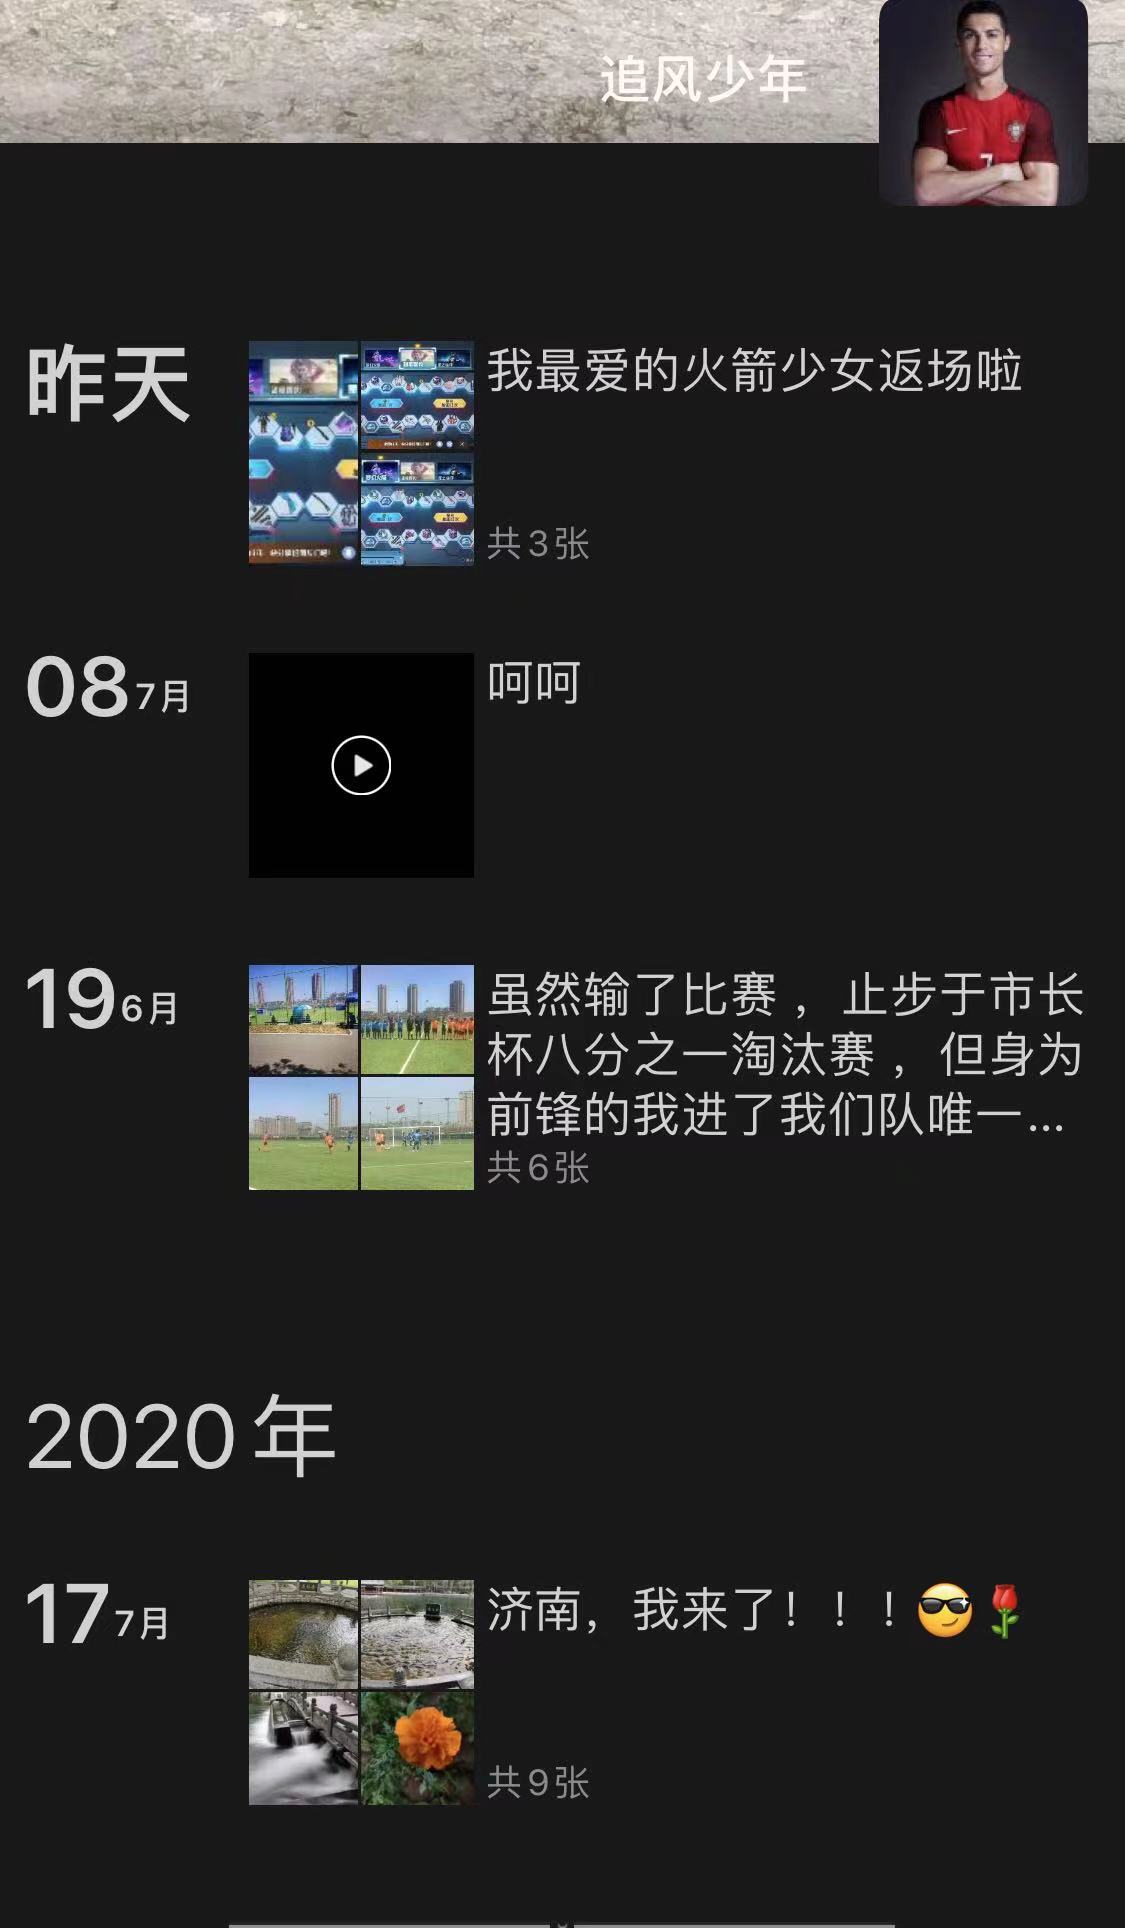 追风少年
7
昨天
我最爱的火箭少女返场啦
共3张
08 7月
呵呵
19 6月
虽然输了比赛，止步于市长
杯八分之一淘汰赛，但身为
前锋的我进了我们队唯一...
共6张
2020年
17 7月
济南，我来了！！！😎🌹
共9张